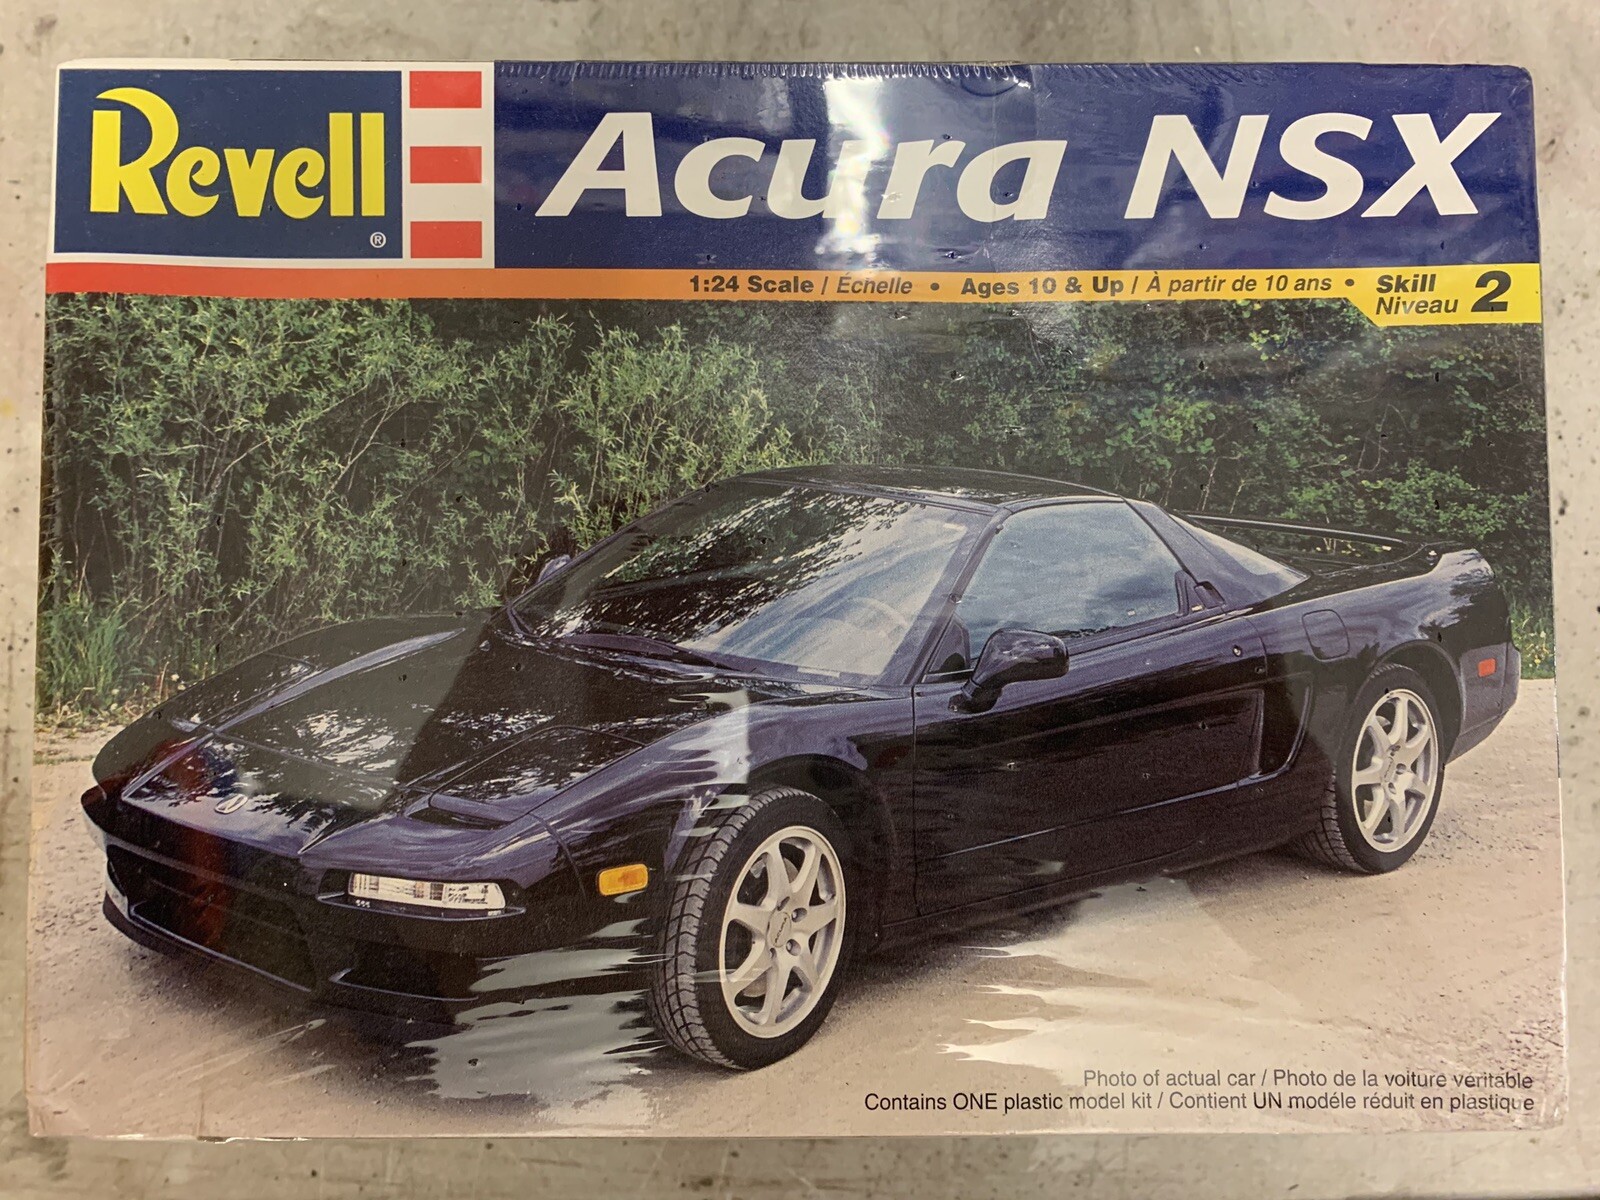 Revell
®
Acura NSX
1:24 Scale / Échelle • Ages 10 & Up / À partir de 10 ans •
Skill 2
Niveau
Photo of actual car / Photo de la voiture véritable
Contains ONE plastic model kit / Contient UN modéle réduit en plastique